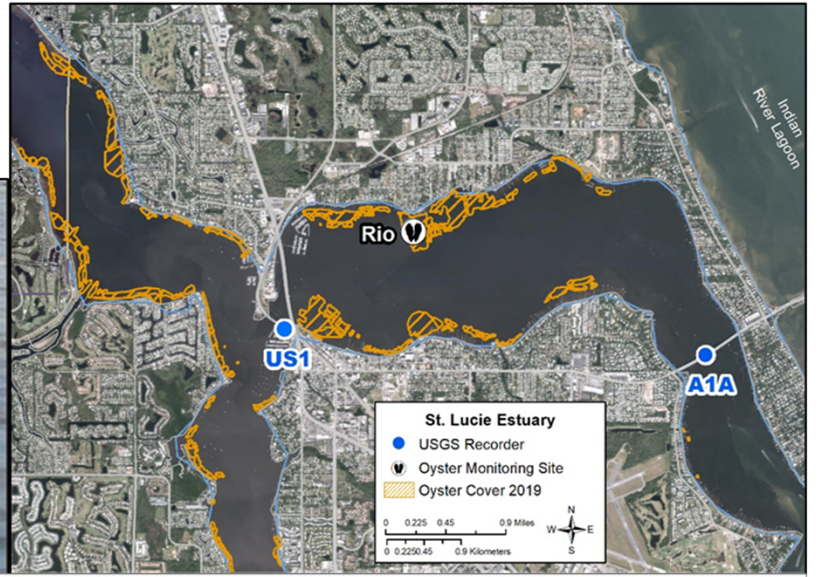 Indian
River Lagoon
Rio
US1
A1A
St. Lucie Estuary
USGS Recorder
Oyster Monitoring Site
Oyster Cover 2019
0 0.225 0.45 0.9 Miles
0 0.2250.45 0.9 Kilometers
N
W E
S